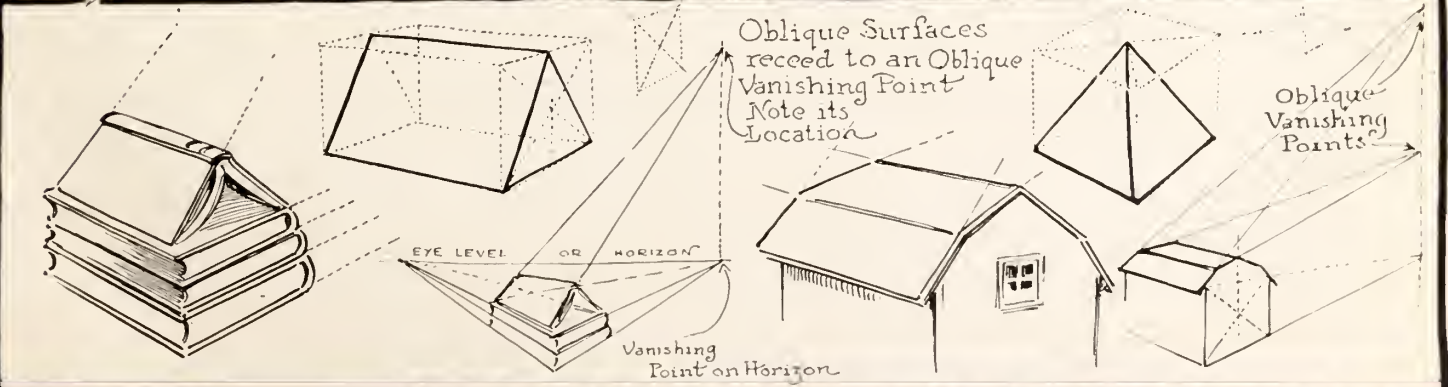 Oblique Surfaces
receed to an Oblique
Vanishing Point
Note its
Location
EYE LEVEL OR HORIZON
Vanishing
Point on Horizon
Oblique
Vanishing
Points